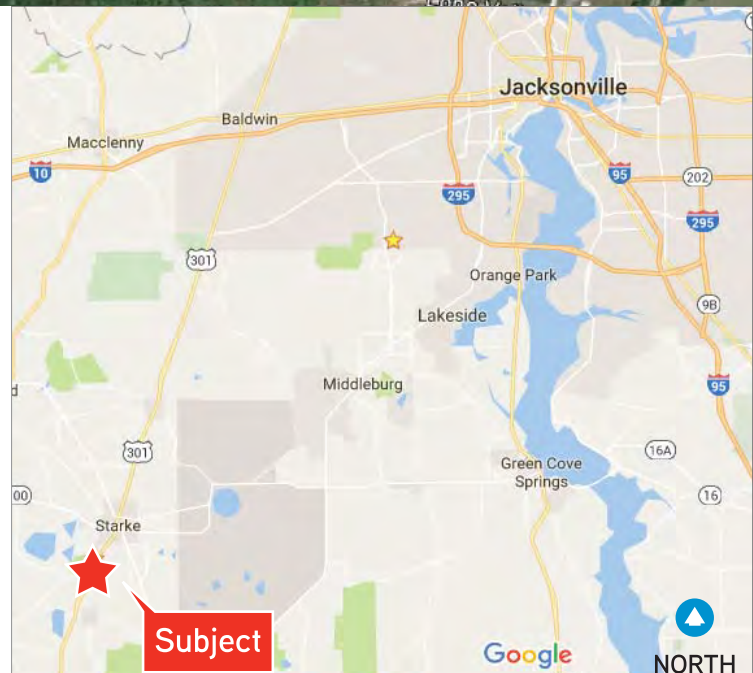 Jacksonville
Baldwin
Macclenny
10
295
95
202
295
301
Orange Park
Lakeside
9B
Middleburg
95
301
16A
Green Cove
Springs
00
16
Starke
Subject
Google
NORTH